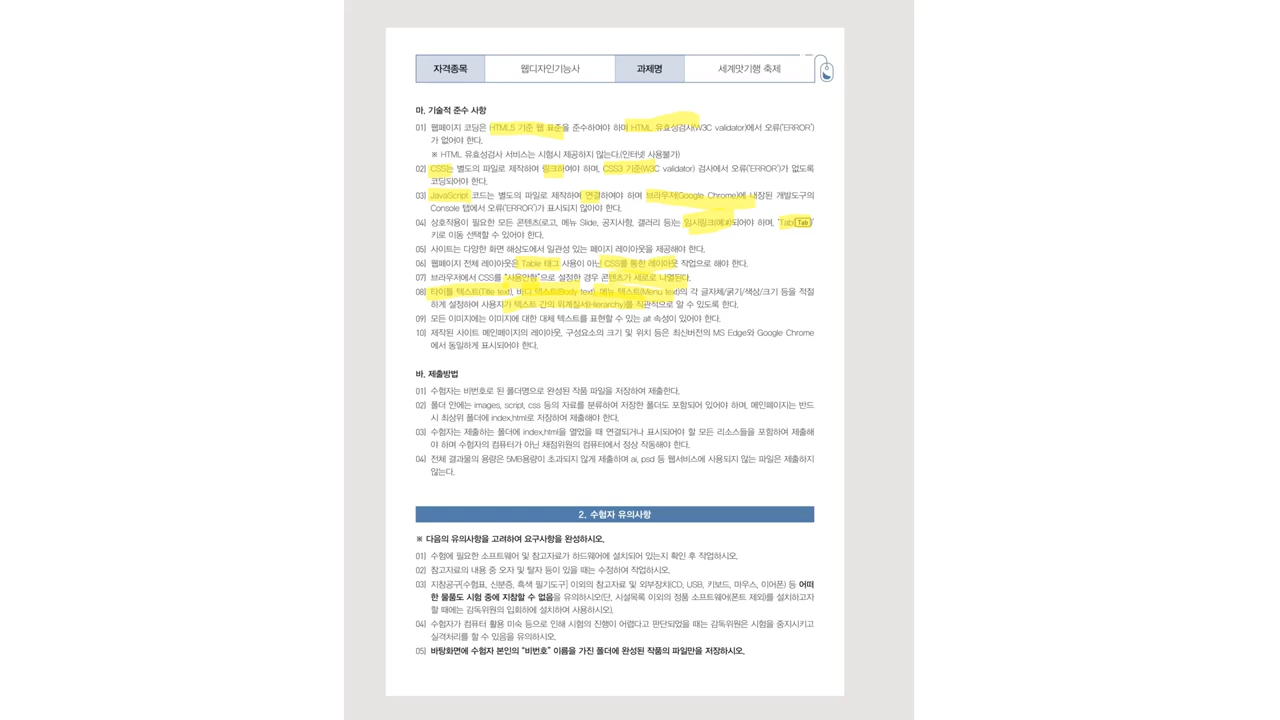 자격종목 웹디자인기능사 과제명 세계맛기행 축제
마. 기술적 준수 사항
01) 웹페이지 코딩은 HTML5 기준 웹 표준을 준수하여야 하며 HTML 유효성검사(W3C validator)에서 오류("ERROR")
가 없어야 한다.
※ HTML 유효성검사 서비스는 시험시 제공하지 않는다.(인터넷 사용불가)
02) CSS는 별도의 파일로 제작하여 링크하여야 하며, CSS3 기준(W3C validator) 검사에서 오류("ERROR")가 없도록
코딩되어야 한다.
03) JavaScript 코드는 별도의 파일로 제작하여 연결하여야 하며 브라우저(Google Chrome)에 내장된 개발도구의
Console 탭에서 오류("ERROR")가 표시되지 않아야 한다.
04) 상호작용이 필요한 모든 콘텐츠(로고, 메뉴 Slide, 공지사항, 갤러리 등)는 임시링크(예:#)되어야 하며, "Tab( Tab )"
키로 이동 선택할 수 있어야 한다.
05) 사이트는 다양한 화면 해상도에서 일관성 있는 페이지 레이아웃을 제공해야 한다.
06) 웹페이지 전체 레이아웃은 Table 태그 사용이 아닌 CSS를 통한 레이아웃 작업으로 해야 한다.
07) 브라우저에서 CSS를 "사용안함"으로 설정한 경우 콘텐츠가 세로로 나열된다.
08) 타이틀 텍스트(Title text), 바디 텍스트(Body text), 메뉴 텍스트(Menu text)의 각 글자체/굵기/색상/크기 등을 적절
하게 설정하여 사용자가 텍스트 간의 위계질서(Hierarchy)를 직관적으로 알 수 있도록 한다.
09) 모든 이미지에는 이미지에 대한 대체 텍스트를 표현할 수 있는 alt 속성이 있어야 한다.
10) 제작된 사이트 메인페이지의 레이아웃, 구성요소의 크기 및 위치 등은 최신버전의 MS Edge와 Google Chrome
에서 동일하게 표시되어야 한다.
바. 제출방법
01) 수험자는 비번호로 된 폴더명으로 완성된 작품 파일을 저장하여 제출한다.
02) 폴더 안에는 images, script, css 등의 자료를 분류하여 저장한 폴더도 포함되어 있어야 하며, 메인페이지는 반드
시 최상위 폴더에 index.html로 저장하여 제출해야 한다.
03) 수험자는 제출하는 폴더에 index.html을 열었을 때 연결되거나 표시되어야 할 모든 리소스들을 포함하여 제출해
야 하며 수험자의 컴퓨터가 아닌 채점위원의 컴퓨터에서 정상 작동해야 한다.
04) 전체 결과물의 용량은 5MB용량이 초과되지 않게 제출하며 ai, psd 등 웹서비스에 사용되지 않는 파일은 제출하지
않는다.
2. 수험자 유의사항
※ 다음의 유의사항을 고려하여 요구사항을 완성하시오.
01) 수험에 필요한 소프트웨어 및 참고자료가 하드웨어에 설치되어 있는지 확인 후 작업하시오.
02) 참고자료의 내용 중 오자 및 탈자 등이 있을 때는 수정하여 작업하시오.
03) 지참공구[수험표, 신분증, 흑색 필기도구] 이외의 참고자료 및 외부장치(CD, USB, 키보드, 마우스, 이어폰) 등 어떠
한 물품도 시험 중에 지참할 수 없음을 유의하시오(단, 시설목록 이외의 정품 소프트웨어(폰트 제외)를 설치하고자
할 때에는 감독위원의 입회하에 설치하여 사용하시오).
04) 수험자가 컴퓨터 활용 미숙 등으로 인해 시험의 진행이 어렵다고 판단되었을 때는 감독위원은 시험을 중지시키고
실격처리를 할 수 있음을 유의하시오.
05) 바탕화면에 수험자 본인의 "비번호" 이름을 가진 폴더에 완성된 작품의 파일만을 저장하시오.